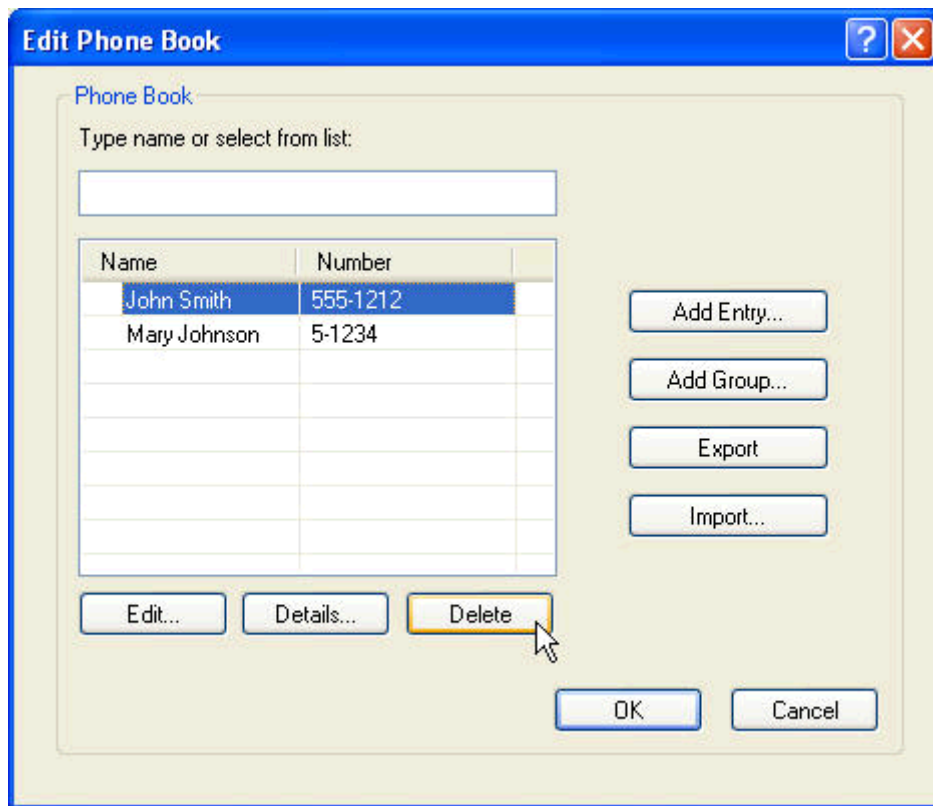 Edit Phone Book
Phone Book
Type name or select from list:
Name Number
John Smith 555-1212
Mary Johnson 5-1234
Add Entry...
Add Group...
Export
Import...
Edit... Details... Delete
OK Cancel